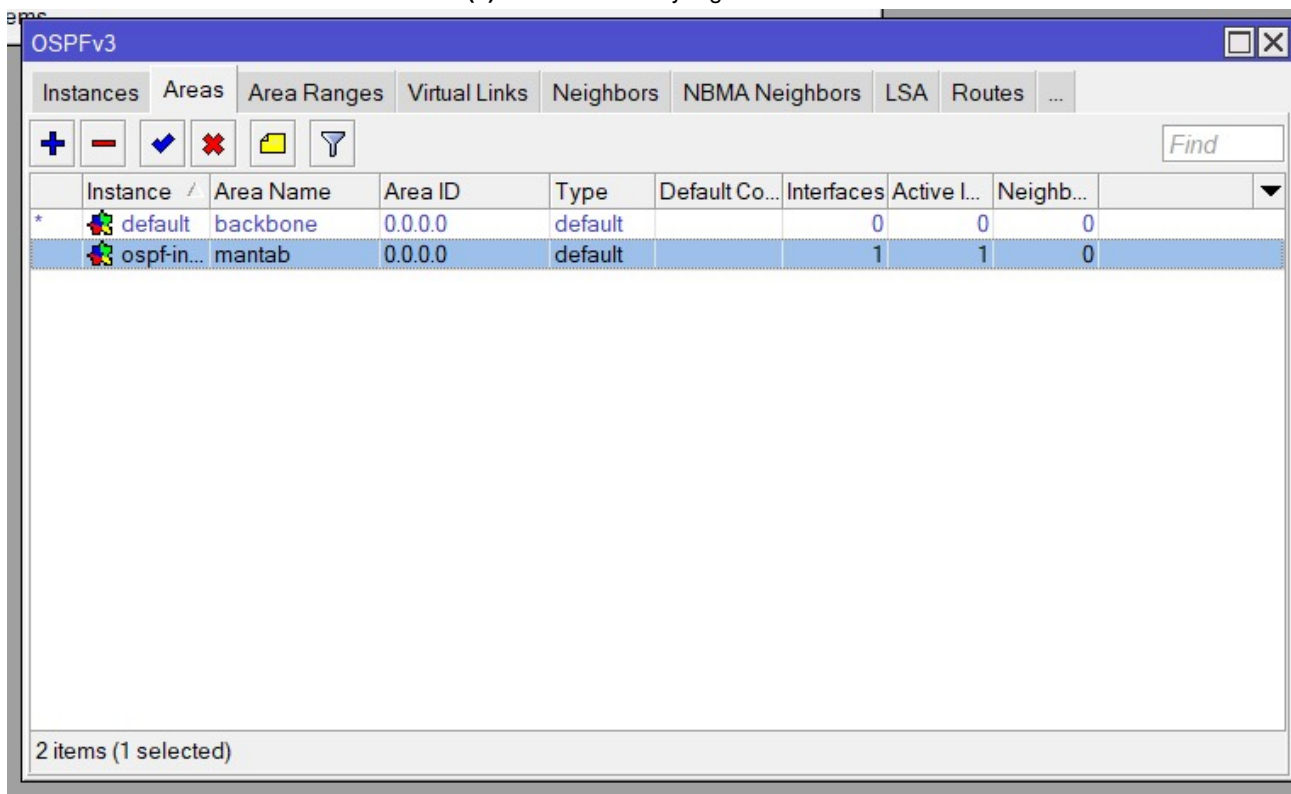 OSPFv3
Instances Areas Area Ranges Virtual Links Neighbors NBMA Neighbors LSA Routes ...
Find
Instance Area Name Area ID Type Default Co... Interfaces Active I... Neighb...
* default backbone 0.0.0.0 default 0 0 0
ospf-in... mantab 0.0.0.0 default 1 1 0
2 items (1 selected)